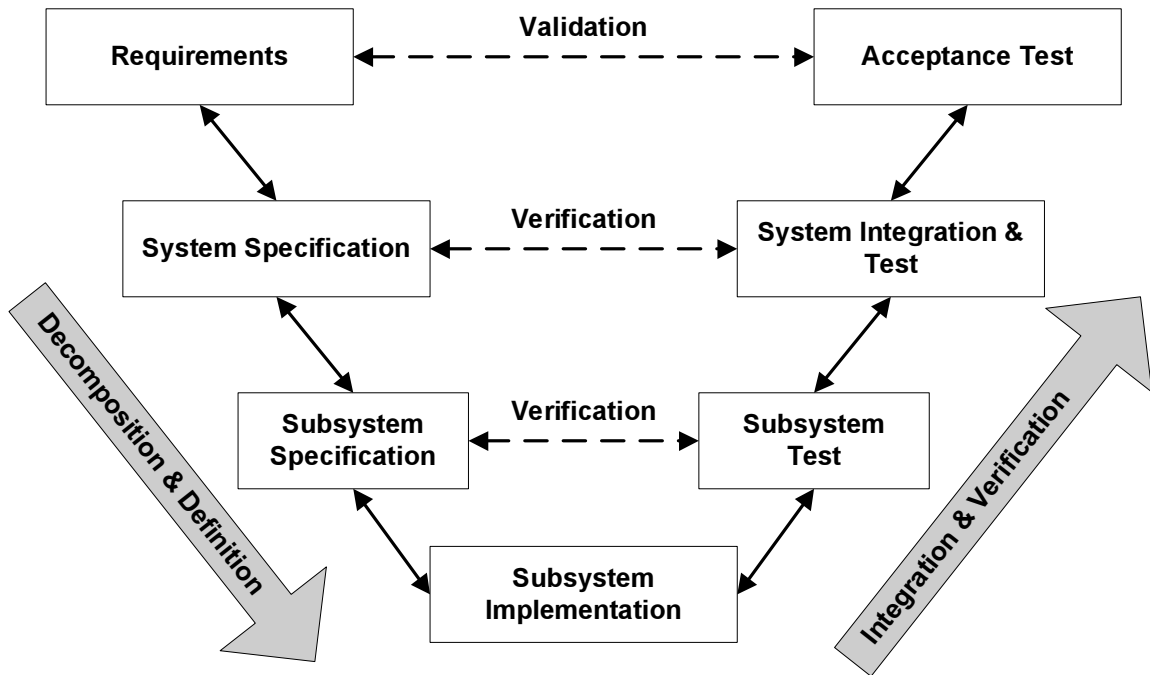 Validation
Requirements
Acceptance Test
Verification
System Specification
System Integration &
Test
Decomposition & Definition
Verification
Subsystem
Specification
Subsystem
Test
Integration & Verification
Subsystem
Implementation